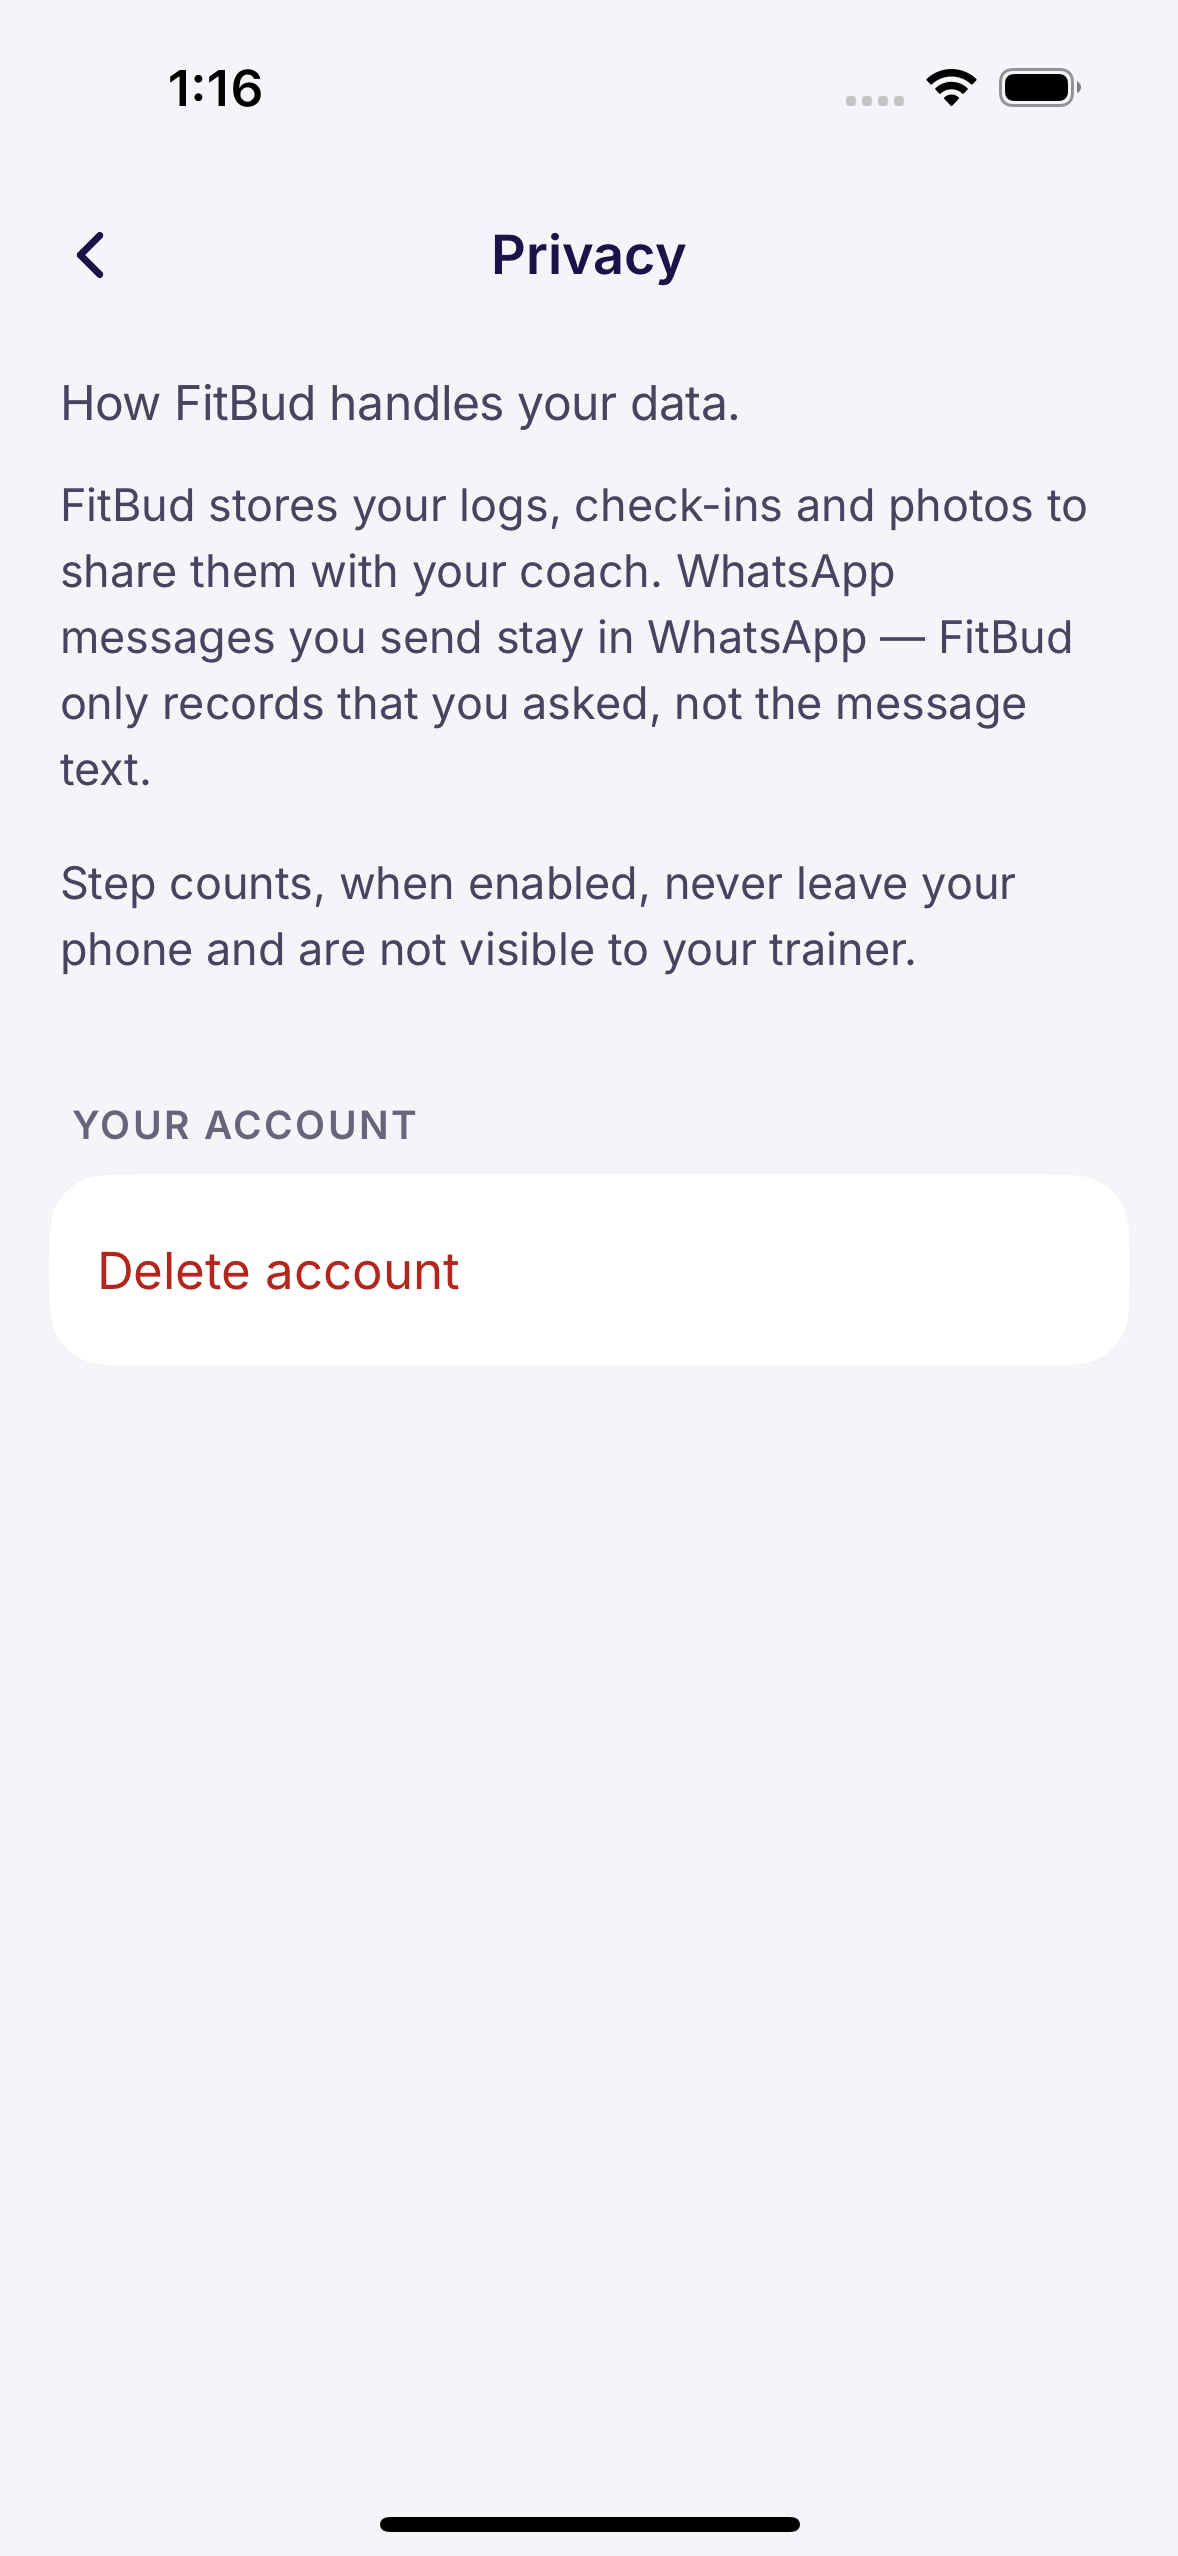 1:16
Privacy
How FitBud handles your data.
FitBud stores your logs, check-ins and photos to
share them with your coach. WhatsApp
messages you send stay in WhatsApp — FitBud
only records that you asked, not the message
text.
Step counts, when enabled, never leave your
phone and are not visible to your trainer.
YOUR ACCOUNT
Delete account